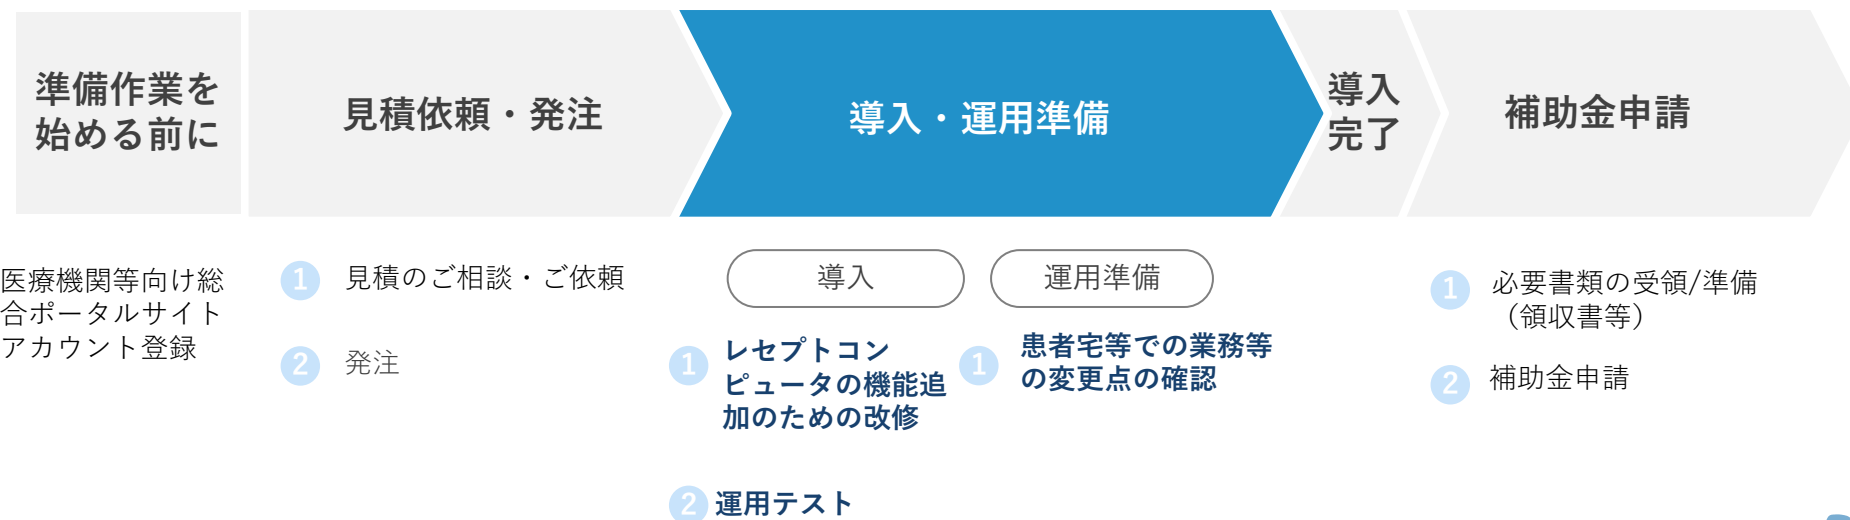 準備作業を
始める前に
見積依頼・発注
導入・運用準備
導入
完了
補助金申請
医療機関等向け総
合ポータルサイト
アカウント登録
1 見積のご相談・ご依頼
2 発注
導入
1 レセプトコン
ピュータの機能追
加のための改修
2 運用テスト
運用準備
1 患者宅等での業務等
の変更点の確認
1 必要書類の受領/準備
（領収書等）
2 補助金申請